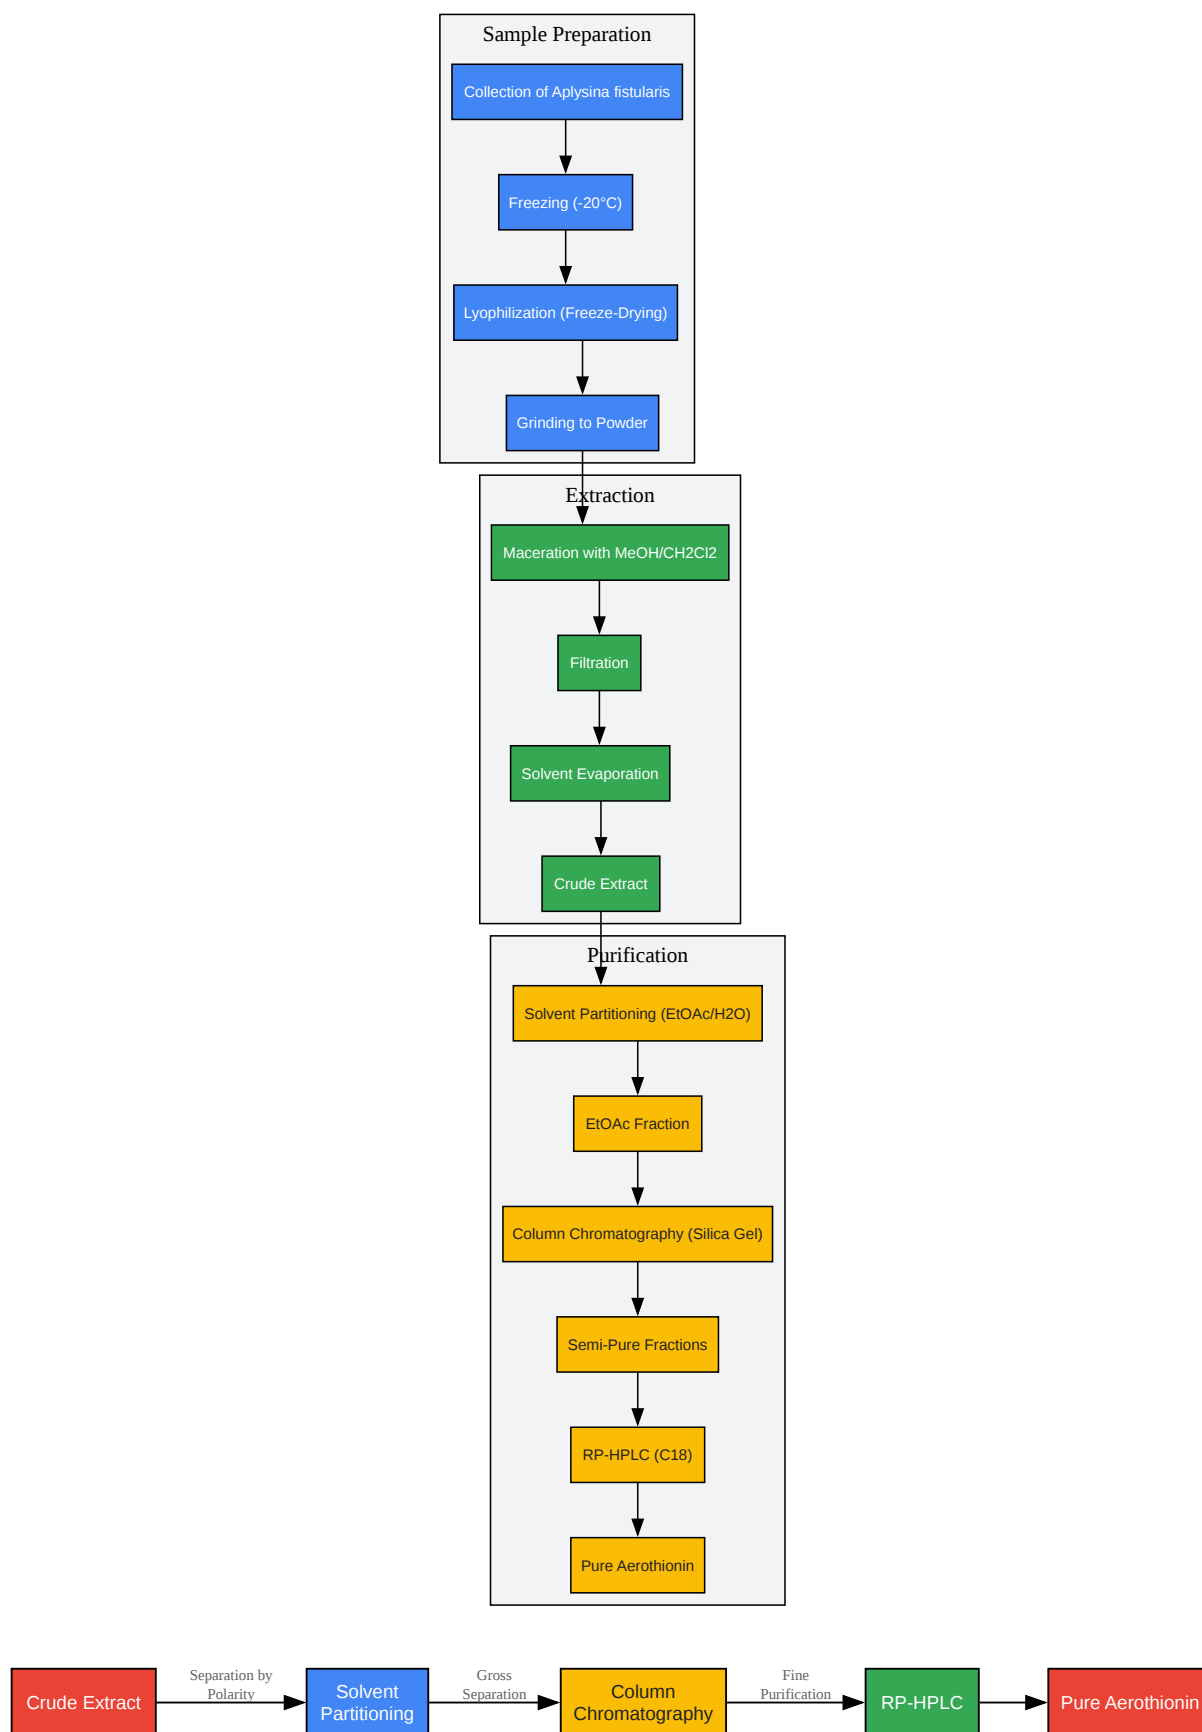 Sample Preparation
Collection of Aplysina fistularis
Freezing (-20°C)
Lyophilization (Freeze-Drying)
Grinding to Powder
Extraction
Maceration with MeOH/CH2Cl2
Filtration
Solvent Evaporation
Crude Extract
Purification
Solvent Partitioning (EtOAc/H2O)
EtOAc Fraction
Column Chromatography (Silica Gel)
Semi-Pure Fractions
RP-HPLC (C18)
Pure Aerothionin
Crude Extract
Separation by
Polarity
Solvent
Partitioning
Gross
Separation
Column
Chromatography
Fine
Purification
RP-HPLC
Pure Aerothionin